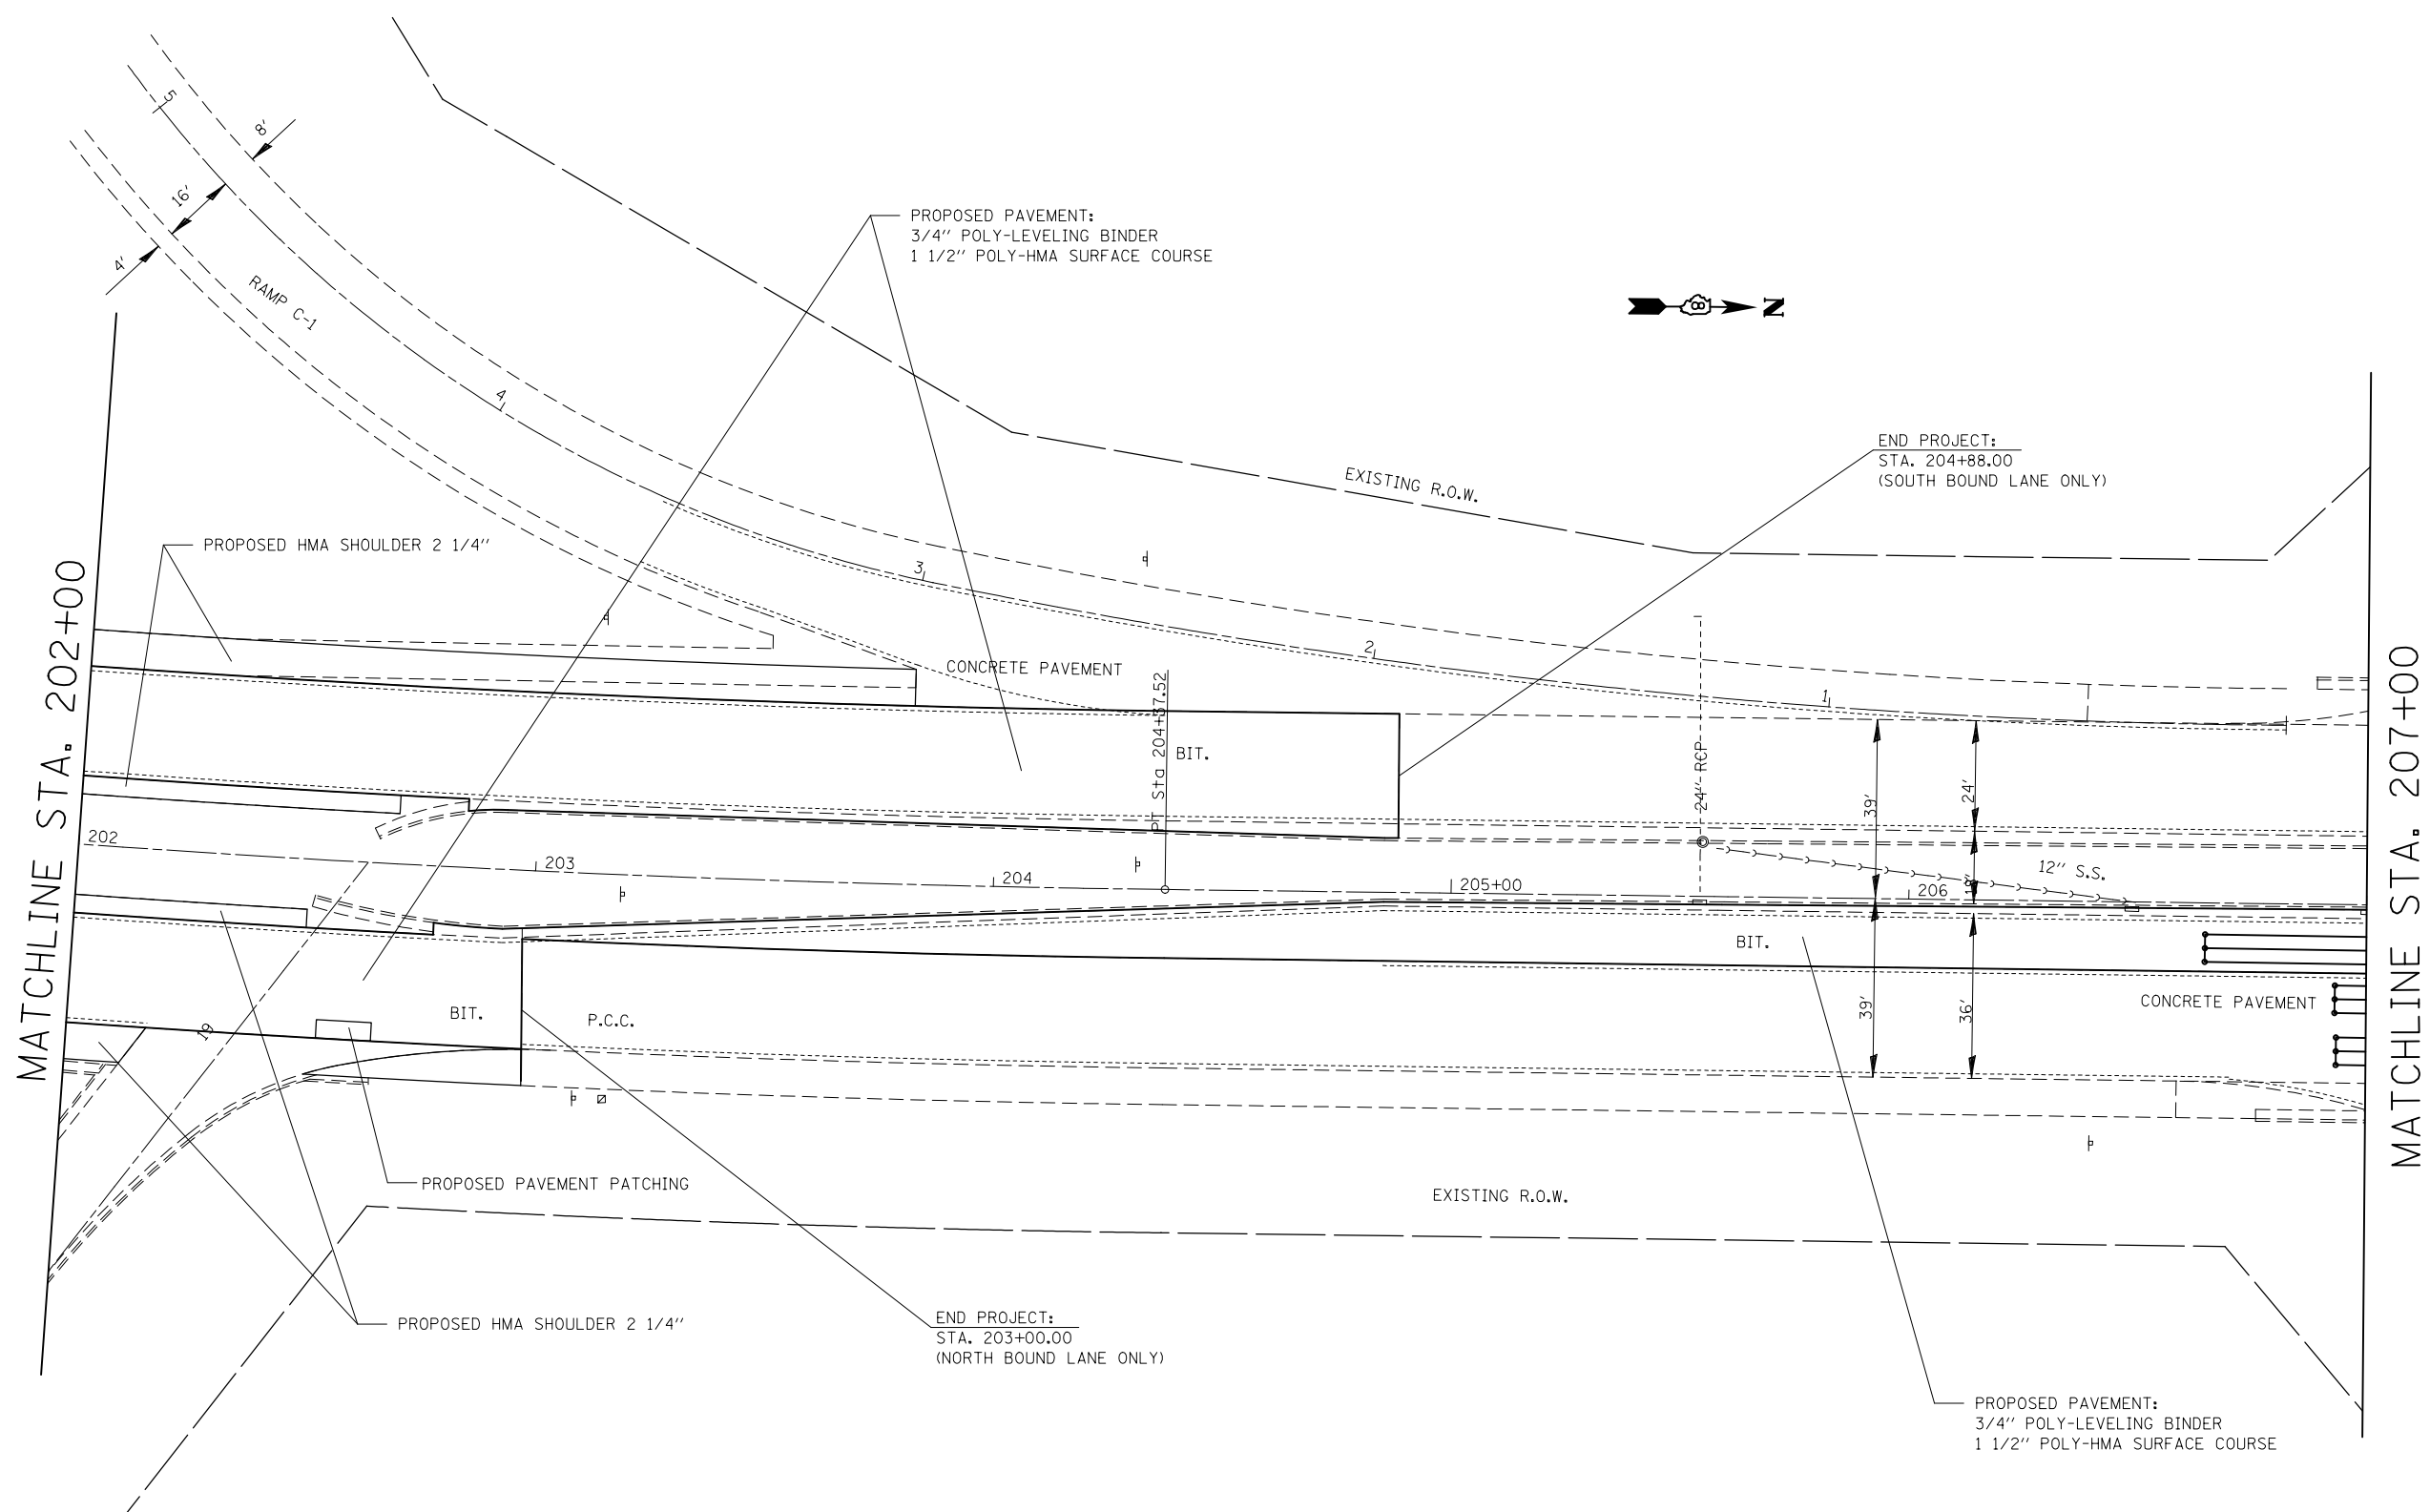 5
8'
16'
4'
RAMP C-1
4
3
2
1
PROPOSED PAVEMENT:
3/4" POLY-LEVELING BINDER
1 1/2" POLY-HMA SURFACE COURSE
8
N
END PROJECT:
STA. 204+88.00
(SOUTH BOUND LANE ONLY)
EXISTING R.O.W.
PROPOSED HMA SHOULDER 2 1/4"
MATCHLINE STA. 202+00
MATCHLINE STA. 207+00
CONCRETE PAVEMENT
PT Sta 204+37.52
BIT.
24" RCP
39'
24'
202
203
204
205+00
206
12" S.S.
BIT.
BIT.
P.C.C.
39'
36'
CONCRETE PAVEMENT
19
PROPOSED PAVEMENT PATCHING
EXISTING R.O.W.
PROPOSED HMA SHOULDER 2 1/4"
END PROJECT:
STA. 203+00.00
(NORTH BOUND LANE ONLY)
PROPOSED PAVEMENT:
3/4" POLY-LEVELING BINDER
1 1/2" POLY-HMA SURFACE COURSE